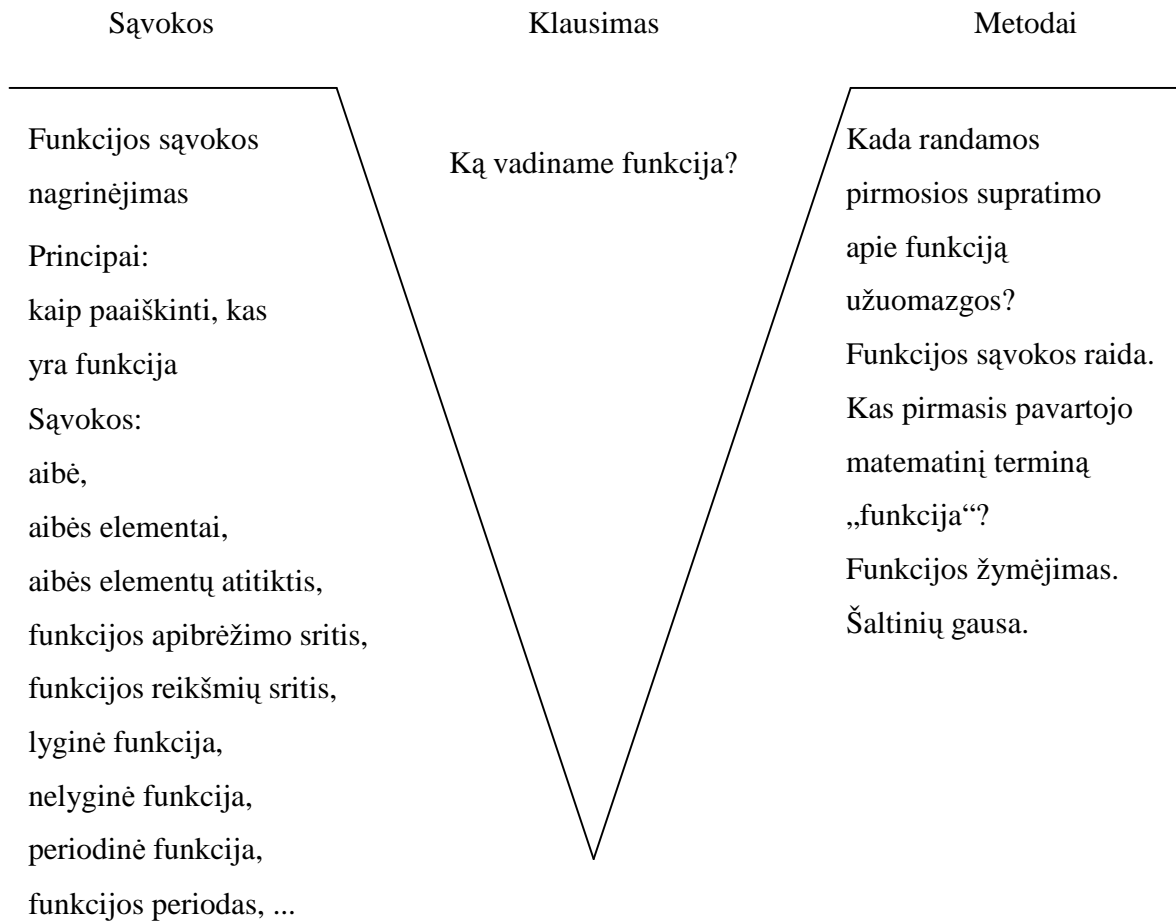 Sąvokos
Klausimas
Metodai
Funkcijos sąvokos
nagrinėjimas
Principai:
kaip paaiškinti, kas
yra funkcija
Sąvokos:
aibė,
aibės elementai,
aibės elementų atitiktis,
funkcijos apibrėžimo sritis,
funkcijos reikšmių sritis,
lyginė funkcija,
nelyginė funkcija,
periodinė funkcija,
funkcijos periodas, ...
Ką vadiname funkcija?
Kada randamos
pirmosios supratimo
apie funkciją
užuomazgos?
Funkcijos sąvokos raida.
Kas pirmasis pavartojo
matematinį terminą
„funkcija“?
Funkcijos žymėjimas.
Šaltinių gausa.